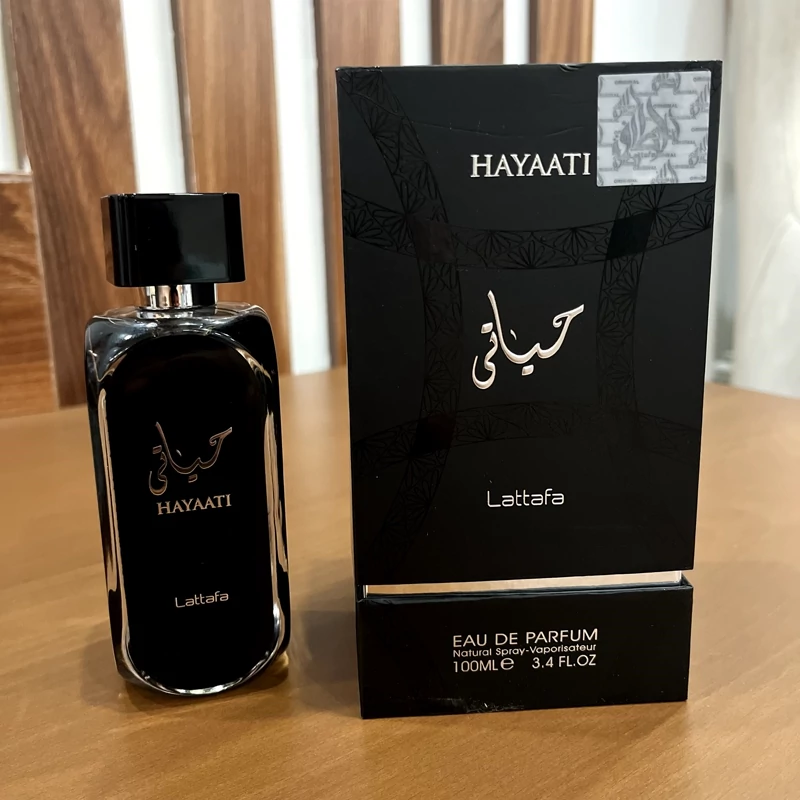 HAYAATI
حياتي
Lattafa
EAU DE PARFUM
Natural Spray-Vaporisateur
100ML℮ 3.4 FL.OZ
حياتي
HAYAATI
Lattafa